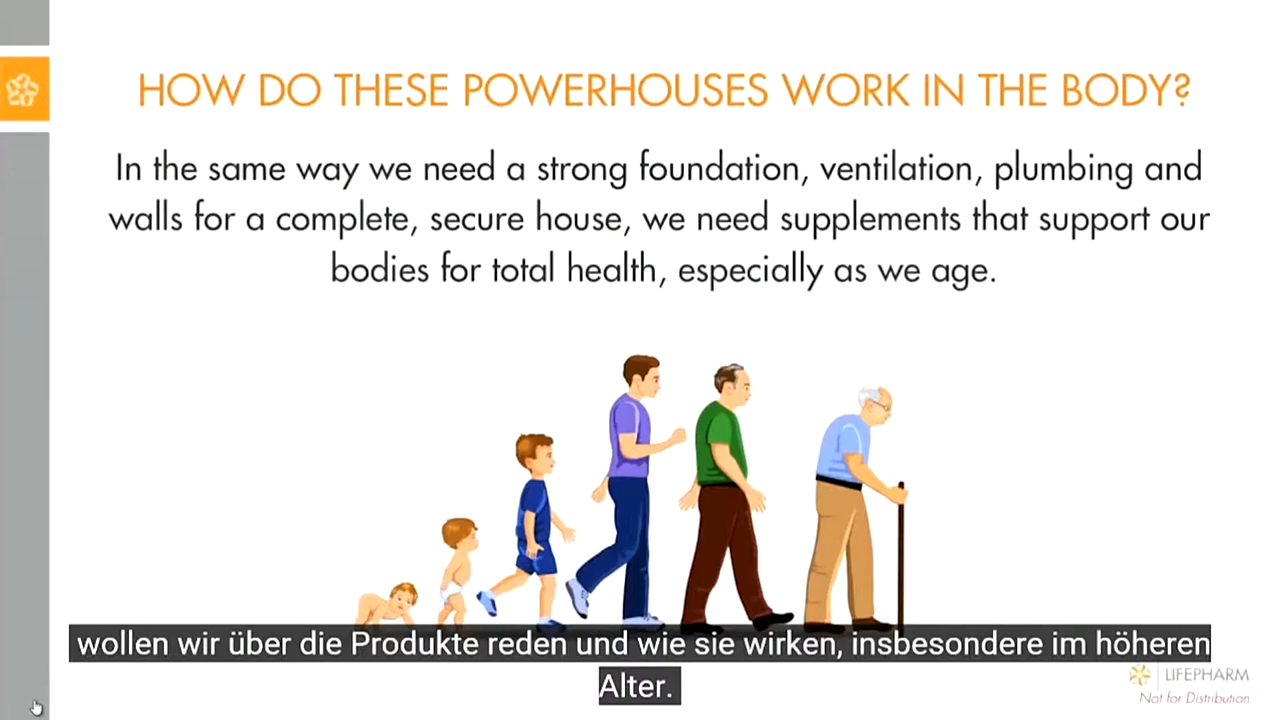 HOW DO THESE POWERHOUSES WORK IN THE BODY?
In the same way we need a strong foundation, ventilation, plumbing and
walls for a complete, secure house, we need supplements that support our
bodies for total health, especially as we age.
wollen wir über die Produkte reden und wie sie wirken, insbesondere im höheren
Alter.
LIFEPHARM
Not for Distribution